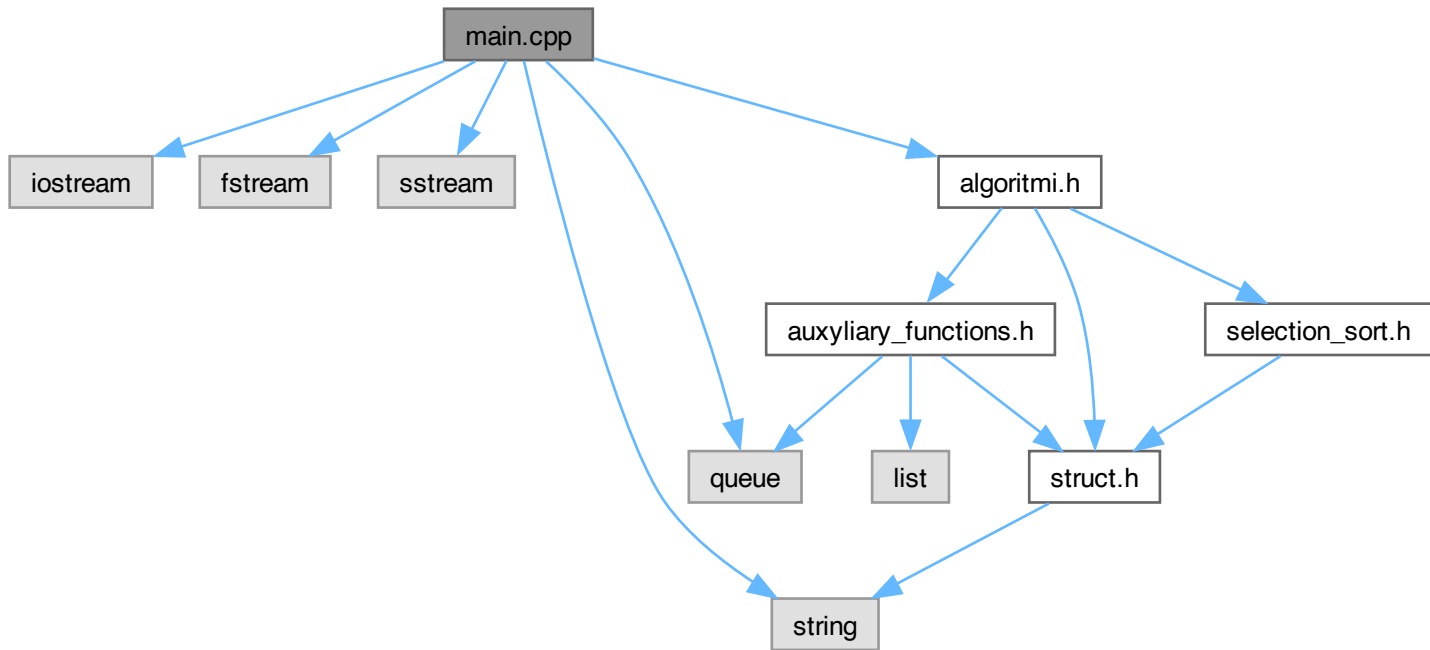 main.cpp
iostream
fstream
sstream
algoritmi.h
auxyliary_functions.h
selection_sort.h
queue
list
struct.h
string